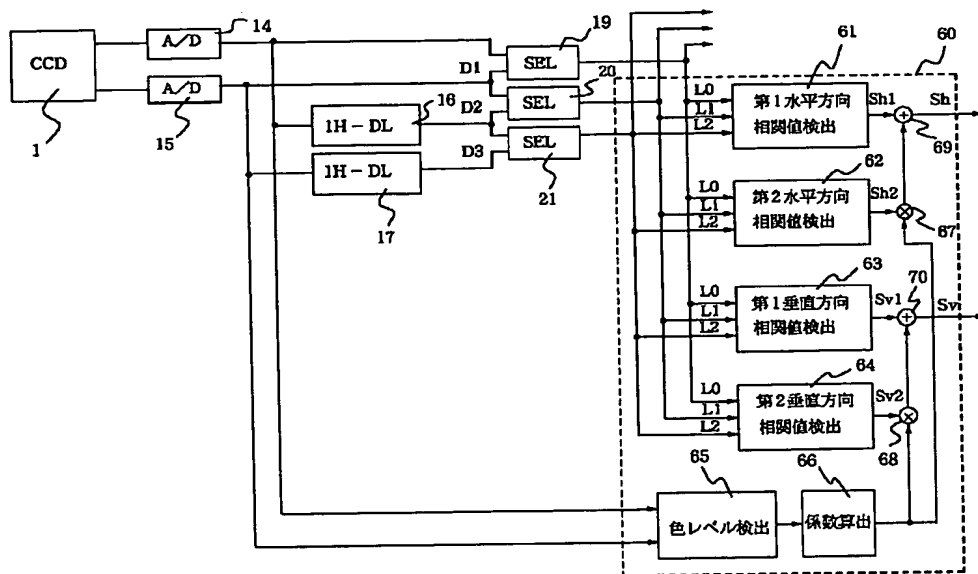 14
19
61
60
CCD
A/D
SEL
20
D1
A/D
SEL
16
D2
1
15
1H-DL
SEL
D3
1H-DL
21
17
L0
L1
L2
第1水平方向
相関値検出
Sh1
Sh
69
62
L0
L1
L2
第2水平方向
相関値検出
Sh2
67
63
70
L0
L1
L2
第1垂直方向
相関値検出
Sv1
Sv
64
L0
L1
L2
第2垂直方向
相関値検出
Sv2
68
65
66
色レベル検出
係数算出